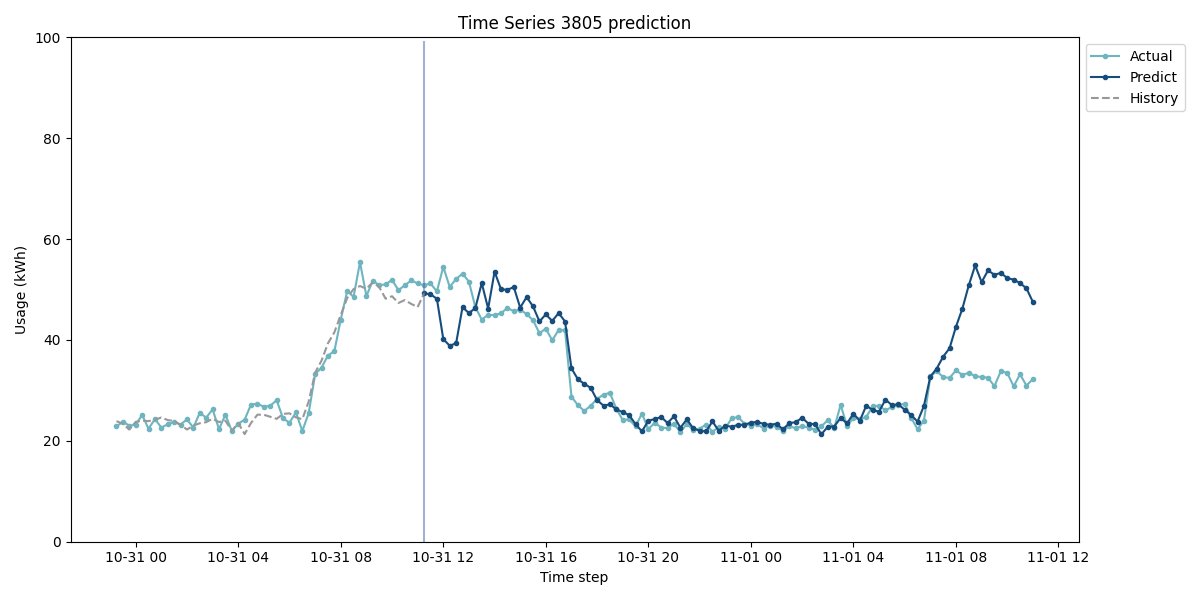 Time Series 3805 prediction
100
80
60
40
20
0
Usage (kWh)
10-31 00
10-31 04
10-31 08
10-31 12
10-31 16
10-31 20
11-01 00
11-01 04
11-01 08
11-01 12
Time step
Actual
Predict
History